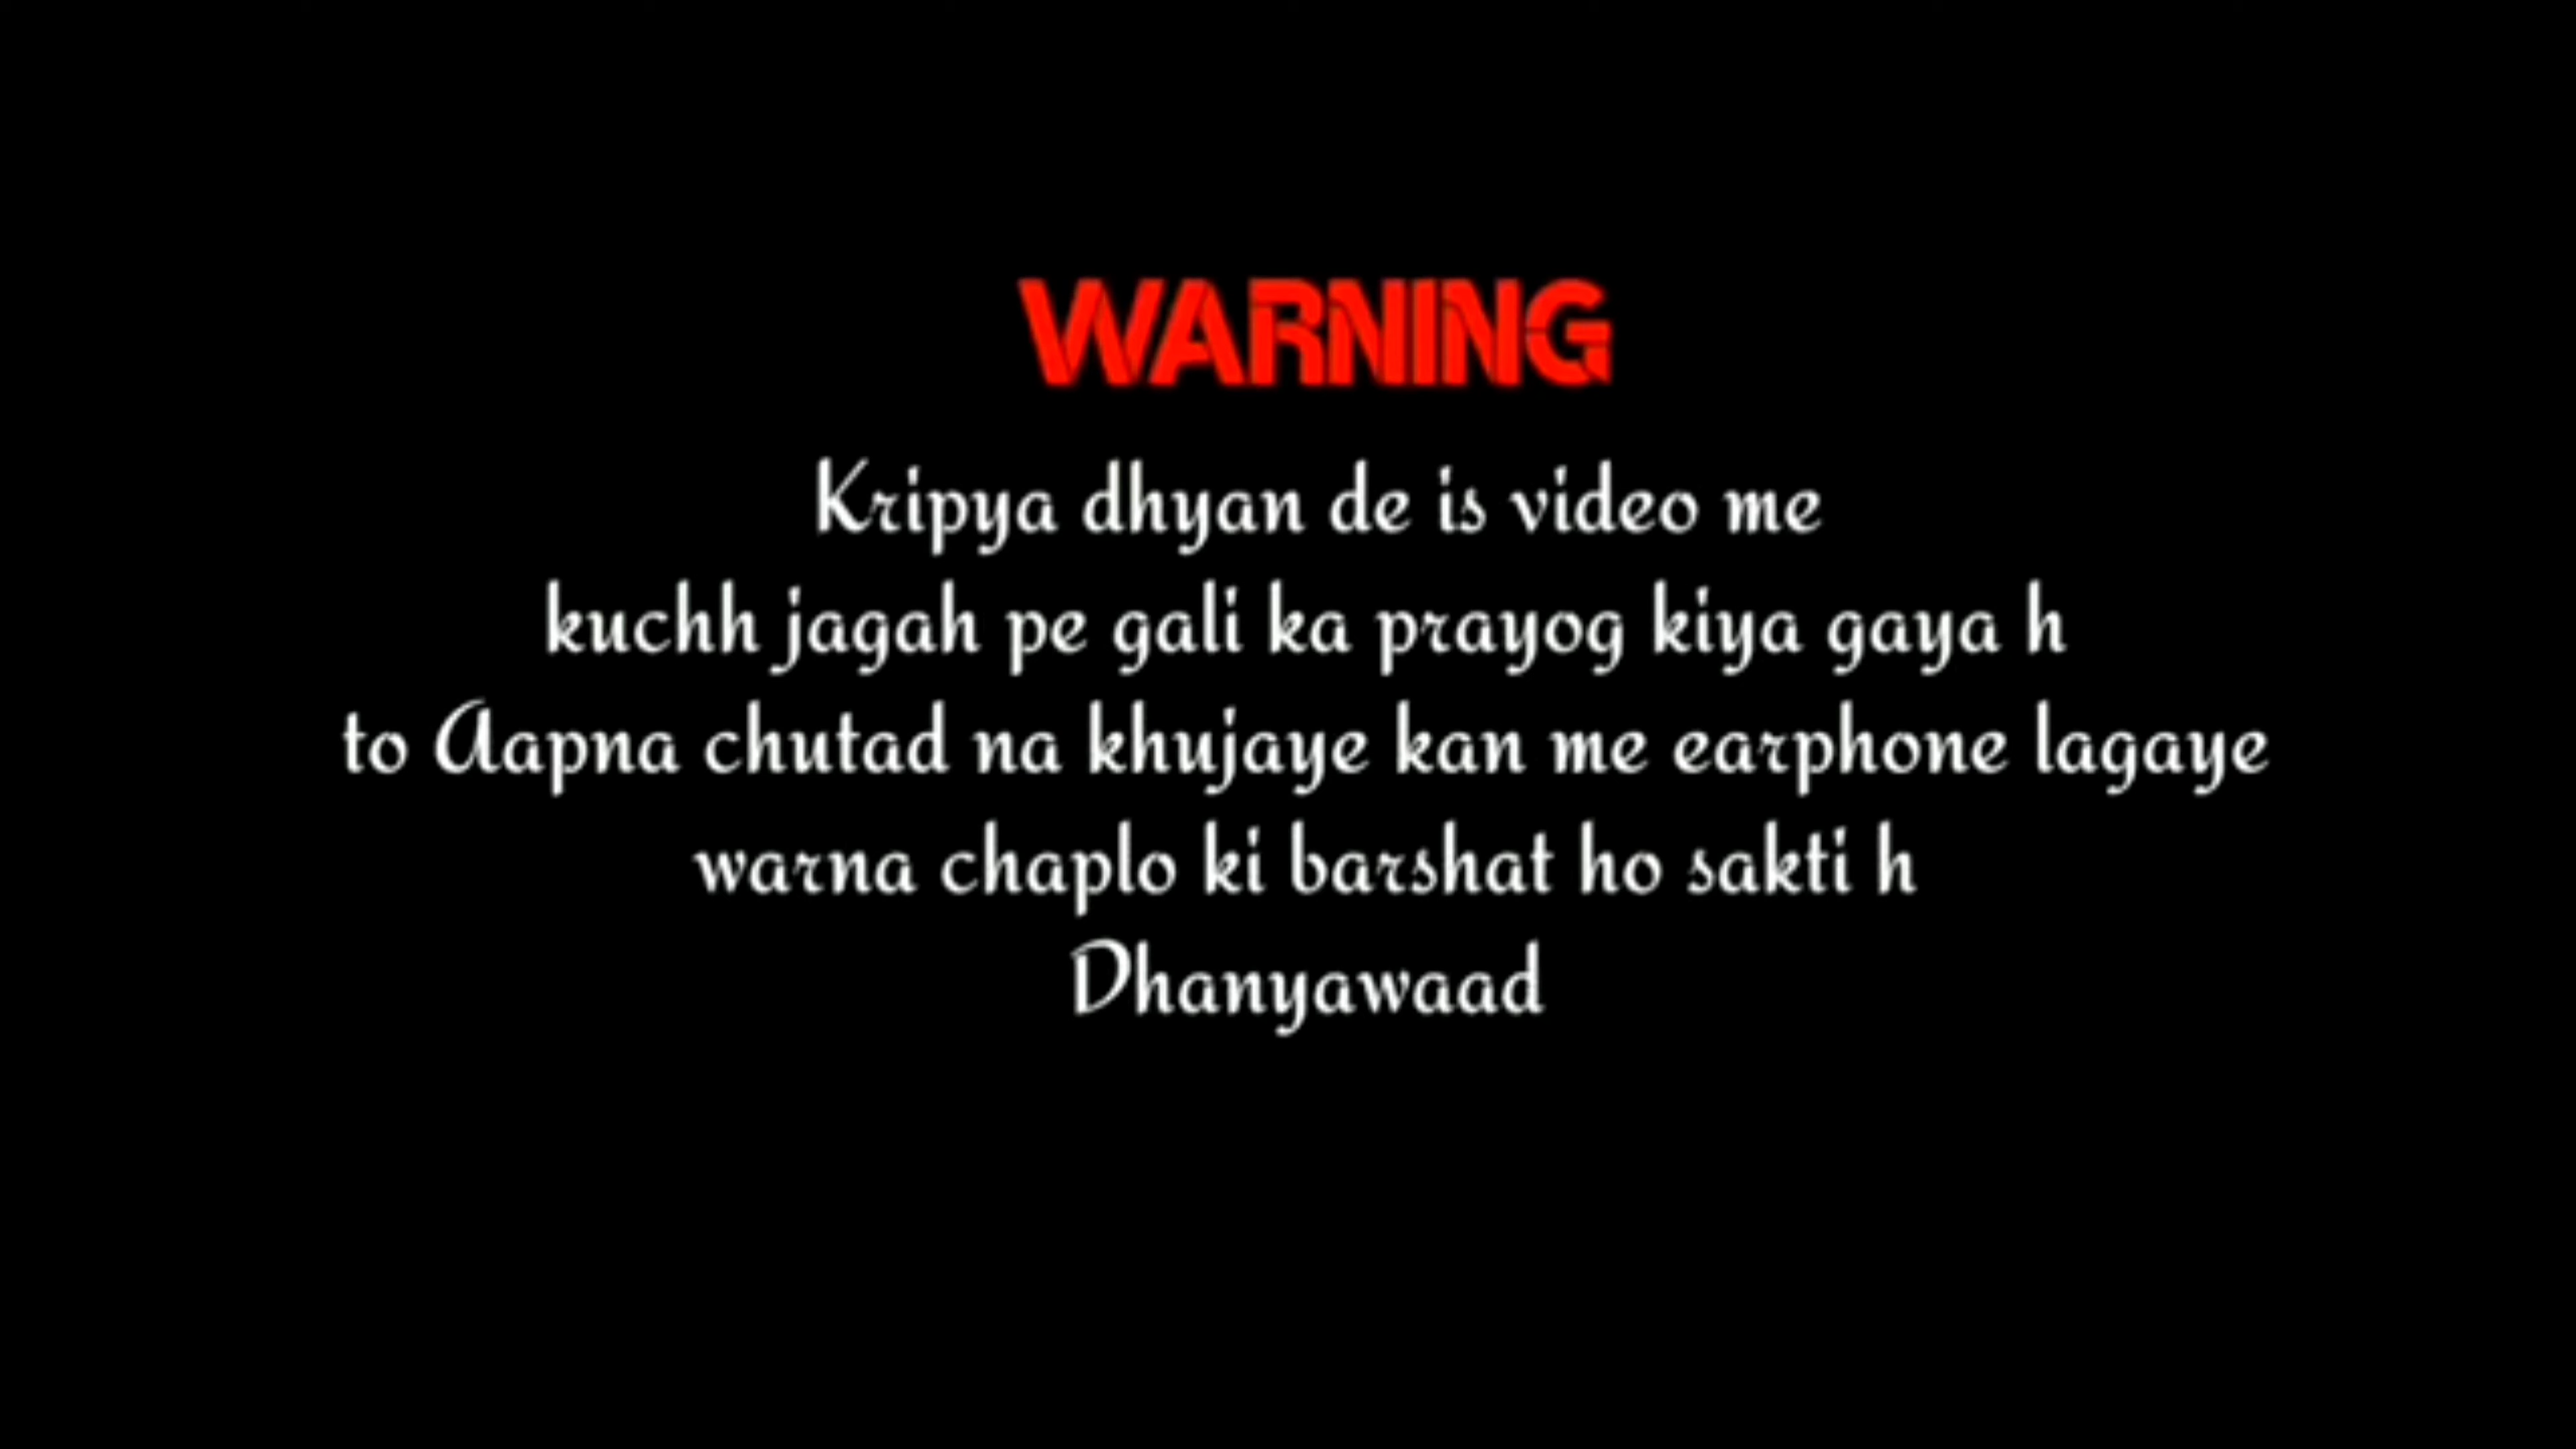 WARNING
Kripya dhyan de is video me
kuchh jagah pe gali ka prayog kiya gaya h
to Aapna chutad na khujaye kan me earphone lagaye
warna chaplo ki barshat ho sakti h
Dhanyawaad